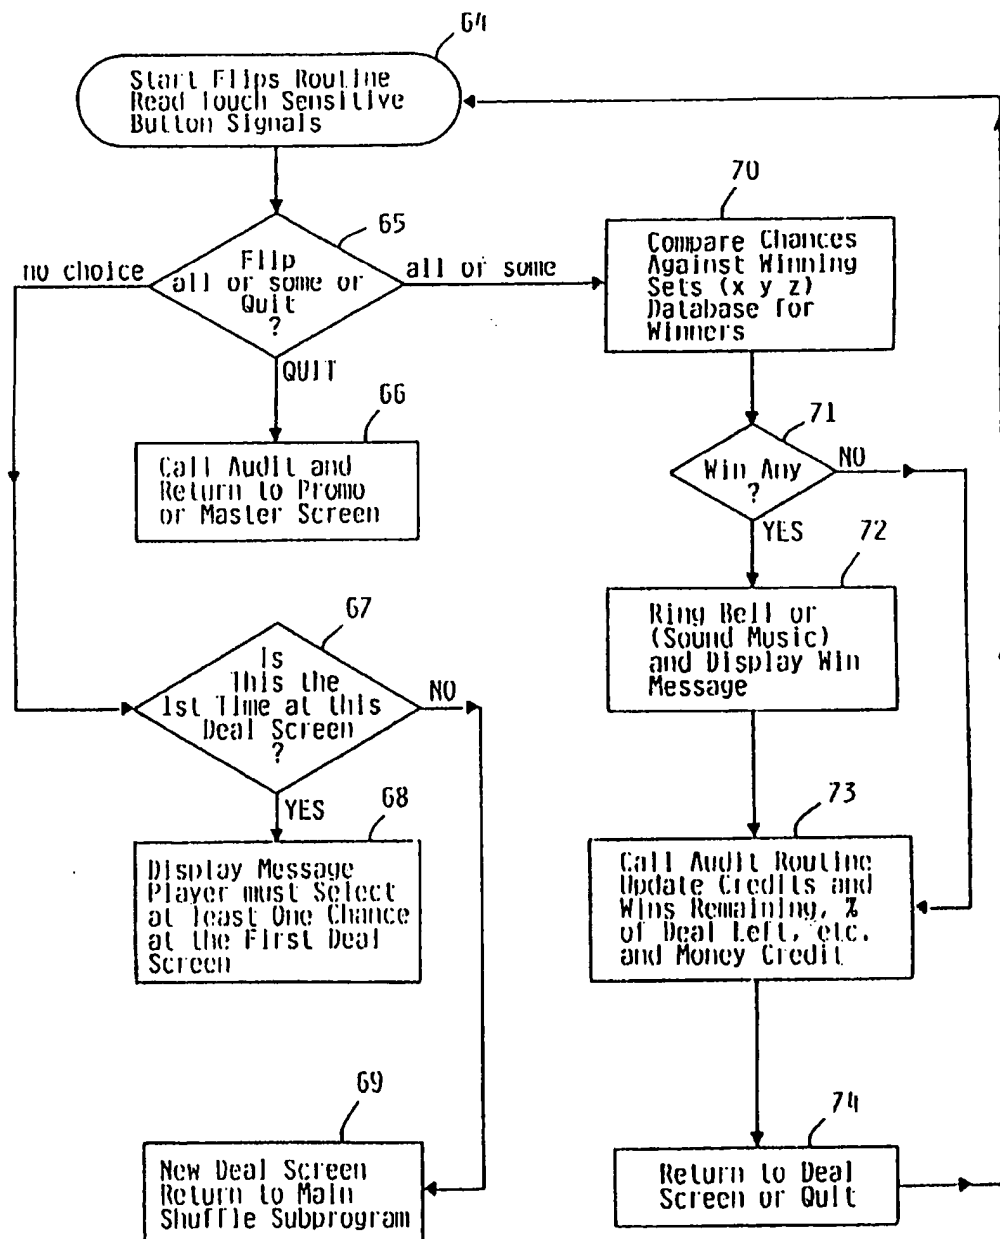 64
Start Flips Routine
Read Touch Sensitive
Button Signals
65
Flip
all or some or
Quit
?
no choice
all or some
QUIT
66
Call Audit and
Return to Promo
or Master Screen
67
Is
This the
1st Time at this
Deal Screen
?
NO
YES
68
Display Message
Player must Select
at least One Chance
at the First Deal
Screen
69
New Deal Screen
Return to Main
Shuffle Subprogram
70
Compare Chances
Against Winning
Sets (x y z)
Database for
Winners
71
Win Any
?
NO
YES
72
Ring Bell or
(Sound Music)
and Display Win
Message
73
Call Audit Routine
Update Credits and
Wins Remaining, %
of Deal Left, etc.
and Money Credit
74
Return to Deal
Screen or Quit